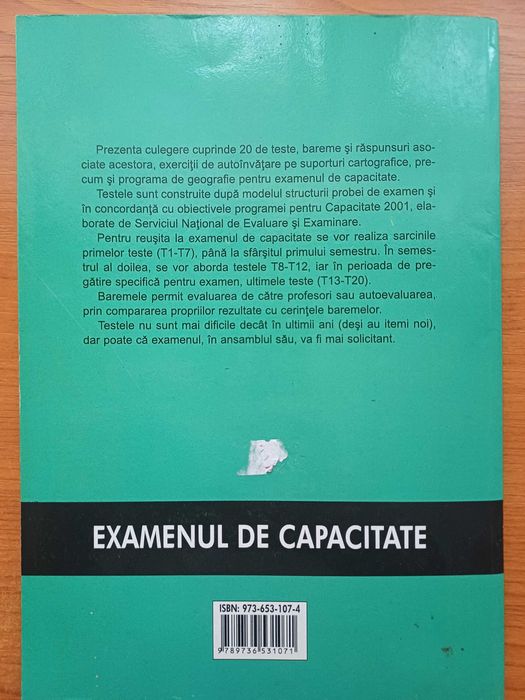 Prezenta culegere cuprinde 20 de teste, bareme şi răspunsuri aso-
ciate acestora, exerciţii de autoînvăţare pe suporturi cartografice, pre-
cum şi programa de geografie pentru examenul de capacitate.
Testele sunt construite după modelul structurii probei de examen şi
în concordanţă cu obiectivele programei pentru Capacitate 2001, ela-
borate de Serviciul Naţional de Evaluare şi Examinare.
Pentru reuşita la examenul de capacitate se vor realiza sarcinile
primelor teste (T1-T7), până la sfârşitul primului semestru. În semes-
trul al doilea, se vor aborda testele T8-T12, iar în perioada de pre-
gătire specifică pentru examen, ultimele teste (T13-T20).
Baremele permit evaluarea de către profesori sau autoevaluarea,
prin compararea propriilor rezultate cu cerinţele baremelor.
Testele nu sunt mai dificile decât în ultimii ani (deşi au itemi noi),
dar poate că examenul, în ansamblul său, va fi mai solicitant.
EXAMENUL DE CAPACITATE
ISBN: 973-653-107-4
9789736531071